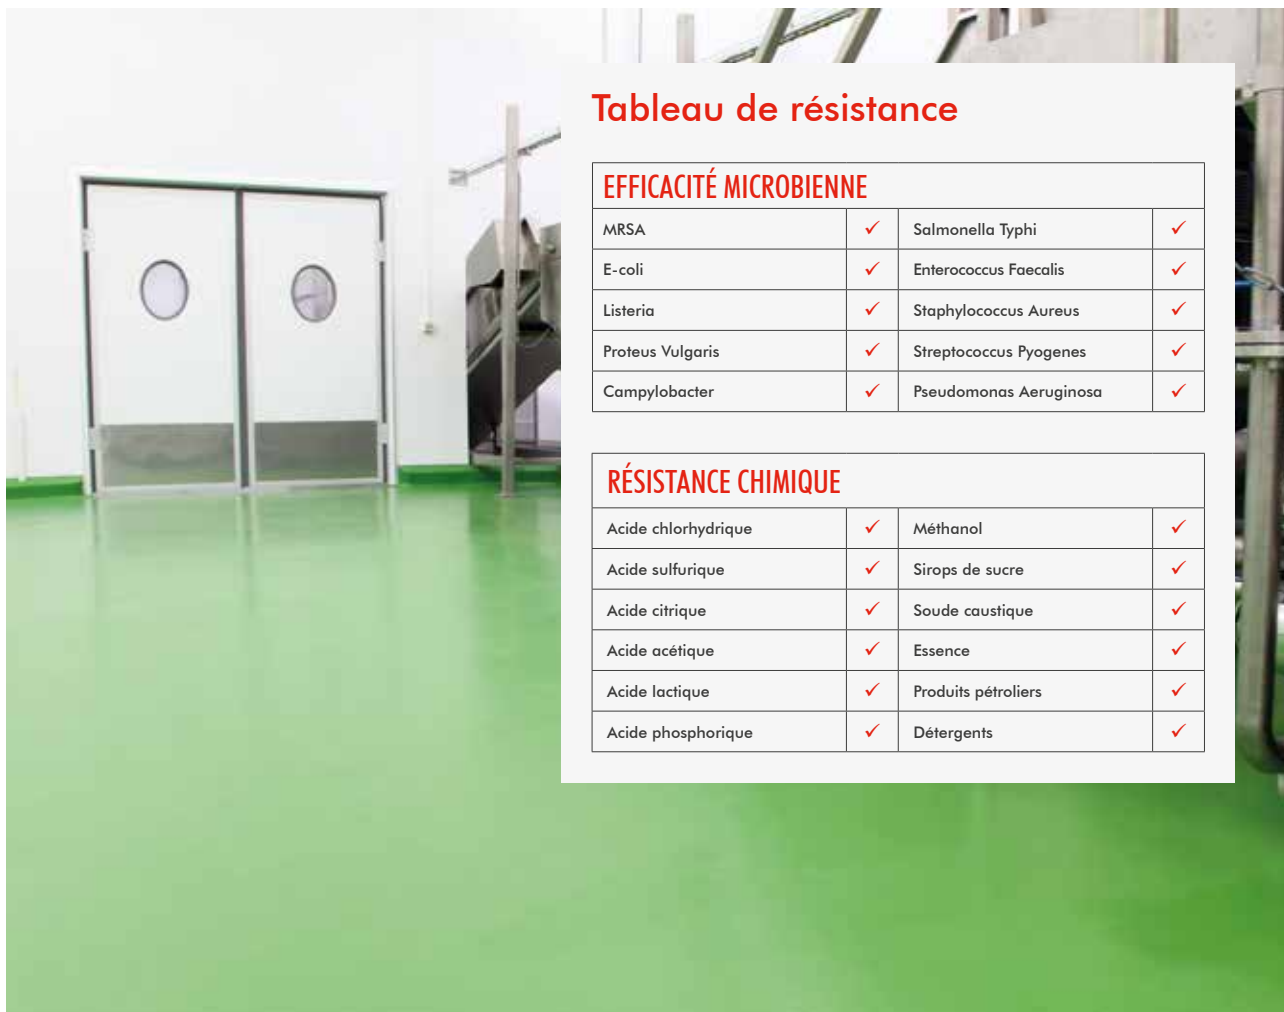 Tableau de résistance
EFFICACITÉ MICROBIENNE
MRSA ✓ Salmonella Typhi ✓
E-coli ✓ Enterococcus Faecalis ✓
Listeria ✓ Staphylococcus Aureus ✓
Proteus Vulgaris ✓ Streptococcus Pyogenes ✓
Campylobacter ✓ Pseudomonas Aeruginosa ✓
RÉSISTANCE CHIMIQUE
Acide chlorhydrique ✓ Méthanol ✓
Acide sulfurique ✓ Sirops de sucre ✓
Acide citrique ✓ Soude caustique ✓
Acide acétique ✓ Essence ✓
Acide lactique ✓ Produits pétroliers ✓
Acide phosphorique ✓ Détergents ✓